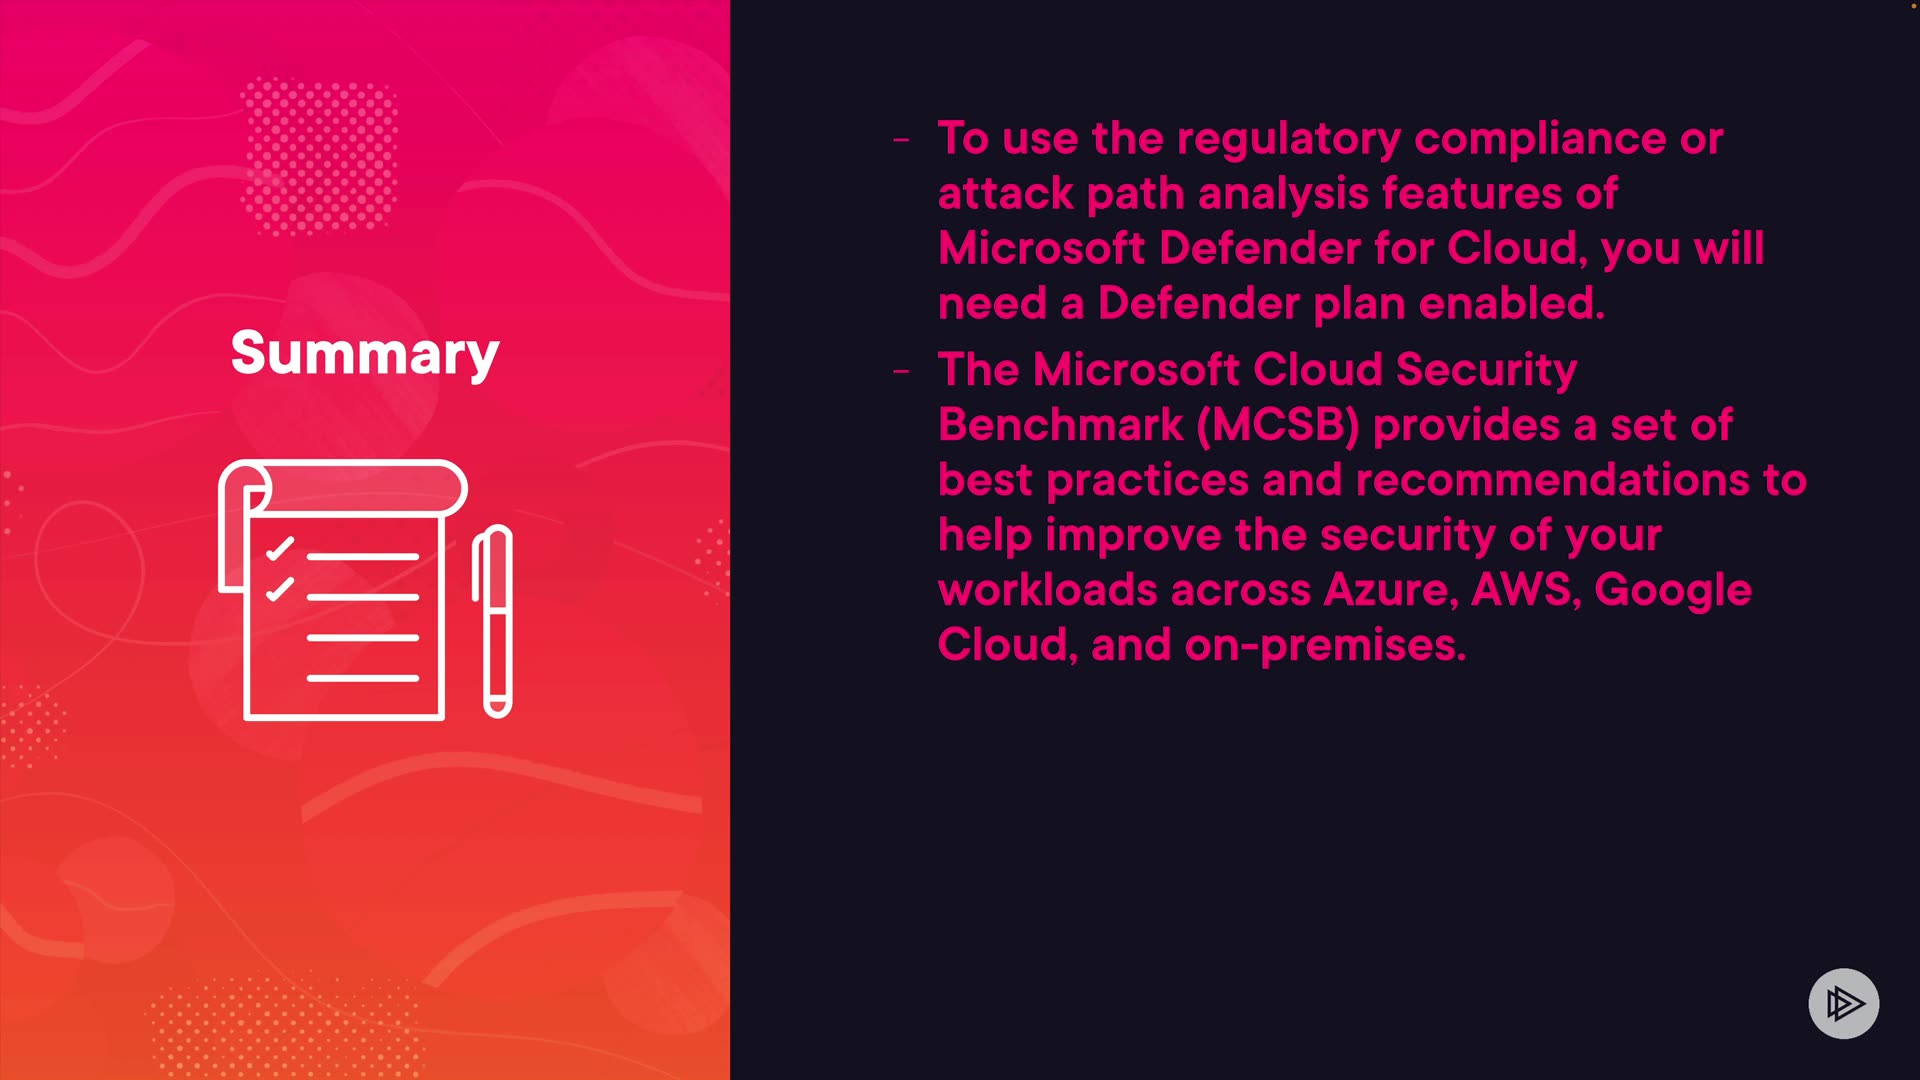 Summary
- To use the regulatory compliance or
attack path analysis features of
Microsoft Defender for Cloud, you will
need a Defender plan enabled.
- The Microsoft Cloud Security
Benchmark (MCSB) provides a set of
best practices and recommendations to
help improve the security of your
workloads across Azure, AWS, Google
Cloud, and on-premises.